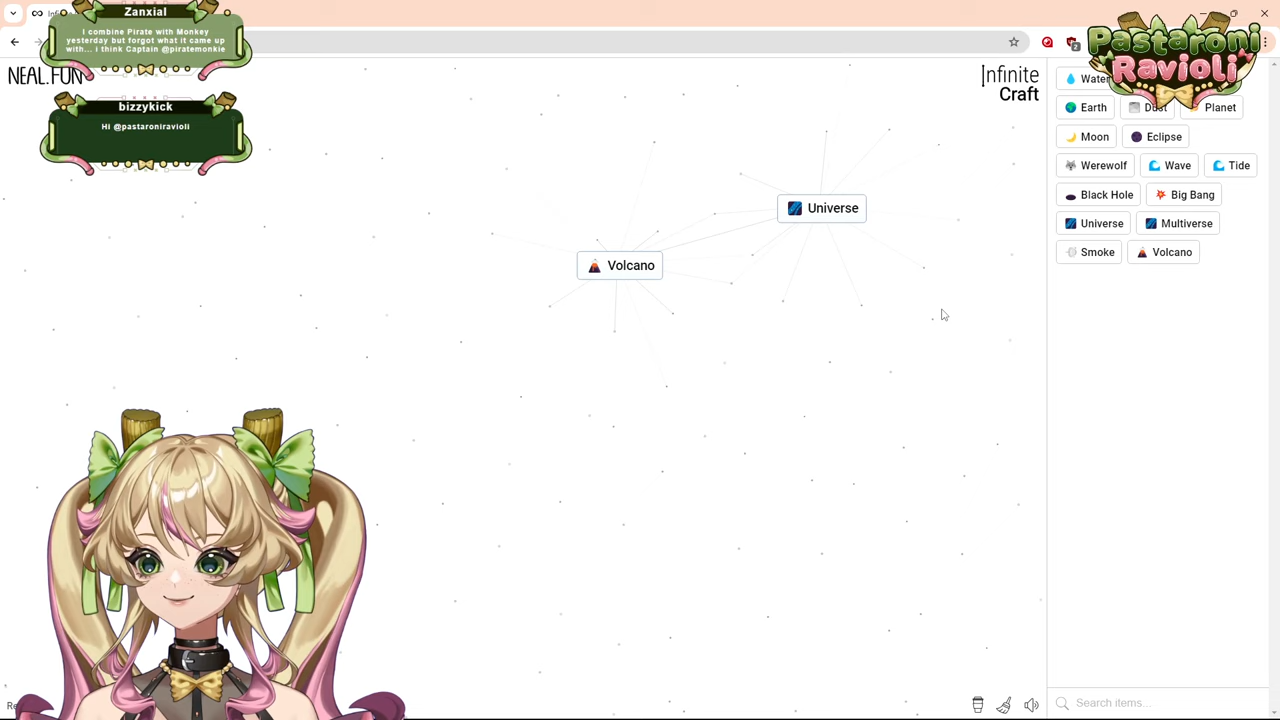 Zanxial
I combine Pirate with Monkey
yesterday but forgot what it came up
with... i think Captain @piratemonkie
bizzykick
Hi @pastaroniravioli
NEAL.FUN
Infinite
Craft
Pastaroni
Ravioli
Volcano
Universe
Water
Earth
Dust
Planet
Moon
Eclipse
Werewolf
Wave
Tide
Black Hole
Big Bang
Universe
Multiverse
Smoke
Volcano
2
Search items...